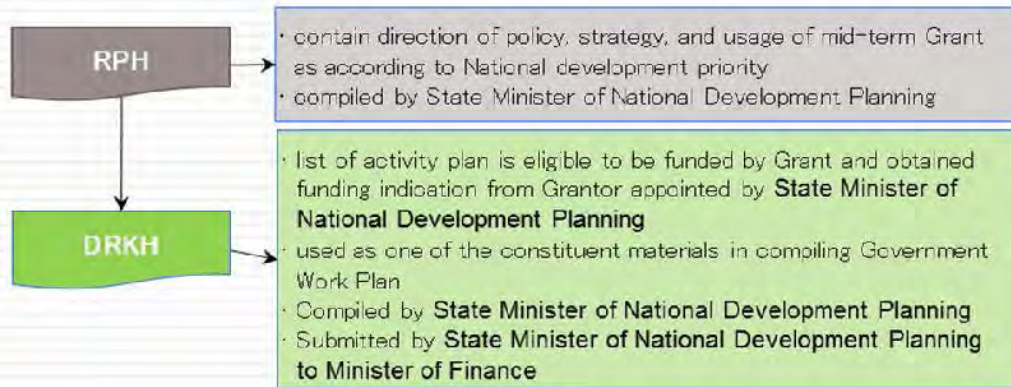 RPH
· contain direction of policy, strategy, and usage of mid-term Grant
as according to National development priority
· compiled by State Minister of National Development Planning
DRKH
· list of activity plan is eligible to be funded by Grant and obtained
funding indication from Grantor appointed by State Minister of
National Development Planning
· used as one of the constituent materials in compiling Government
Work Plan
· Compiled by State Minister of National Development Planning
· Submitted by State Minister of National Development Planning
to Minister of Finance